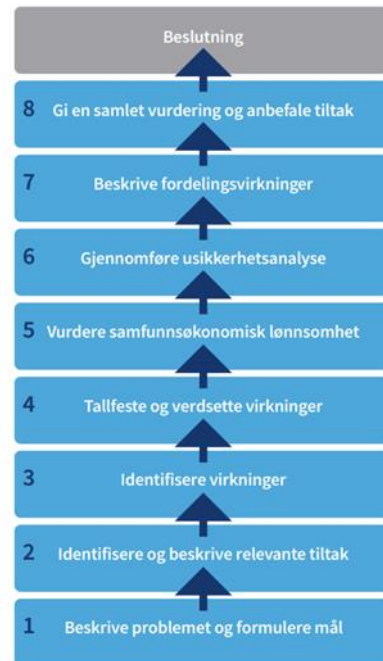 Beslutning
8 Gi en samlet vurdering og anbefale tiltak
7 Beskrive fordelingsvirkninger
6 Gjennomføre usikkerhetsanalyse
5 Vurdere samfunnsøkonomisk lønnsomhet
4 Tallfeste og verdsette virkninger
3 Identifisere virkninger
2 Identifisere og beskrive relevante tiltak
1 Beskrive problemet og formulere mål